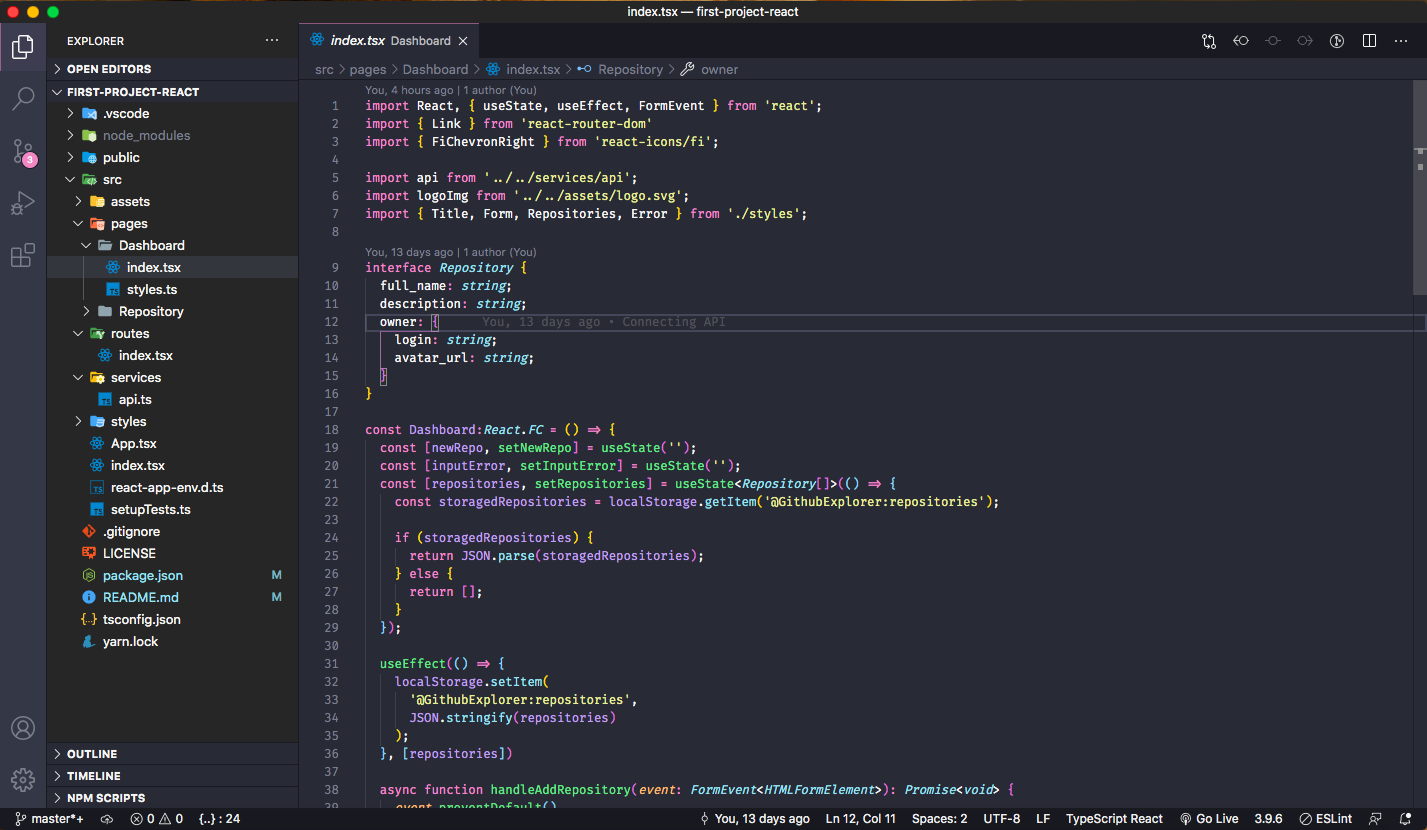 index.tsx — first-project-react
EXPLORER
OPEN EDITORS
FIRST-PROJECT-REACT
.vscode
node_modules
public
src
assets
pages
Dashboard
index.tsx
styles.ts
Repository
routes
index.tsx
services
api.ts
styles
App.tsx
index.tsx
react-app-env.d.ts
setupTests.ts
.gitignore
LICENSE
package.json M
README.md M
tsconfig.json
yarn.lock
OUTLINE
TIMELINE
NPM SCRIPTS
3
index.tsx Dashboard
src > pages > Dashboard > index.tsx > Repository > owner
You, 4 hours ago | 1 author (You)
1 import React, { useState, useEffect, FormEvent } from 'react';
2 import { Link } from 'react-router-dom'
3 import { FiChevronRight } from 'react-icons/fi';
4
5 import api from '../../services/api';
6 import logoImg from '../../assets/logo.svg';
7 import { Title, Form, Repositories, Error } from './styles';
8
You, 13 days ago | 1 author (You)
9 interface Repository {
10 full_name: string;
11 description: string;
12 owner: { You, 13 days ago • Connecting API
13 login: string;
14 avatar_url: string;
15 }
16 }
17
18 const Dashboard:React.FC = () => {
19 const [newRepo, setNewRepo] = useState('');
20 const [inputError, setInputError] = useState('');
21 const [repositories, setRepositories] = useState<Repository[]>(() => {
22 const storagedRepositories = localStorage.getItem('@GithubExplorer:repositories');
23
24 if (storagedRepositories) {
25 return JSON.parse(storagedRepositories);
26 } else {
27 return [];
28 }
29 });
30
31 useEffect(() => {
32 localStorage.setItem(
33 '@GithubExplorer:repositories',
34 JSON.stringify(repositories)
35 );
36 }, [repositories])
37
38 async function handleAddRepository(event: FormEvent<HTMLFormElement>): Promise<void> {
39 event.preventDefault()
master*+ 0 0 {..} : 24 You, 13 days ago Ln 12, Col 11 Spaces: 2 UTF-8 LF TypeScript React Go Live 3.9.6 ESLint